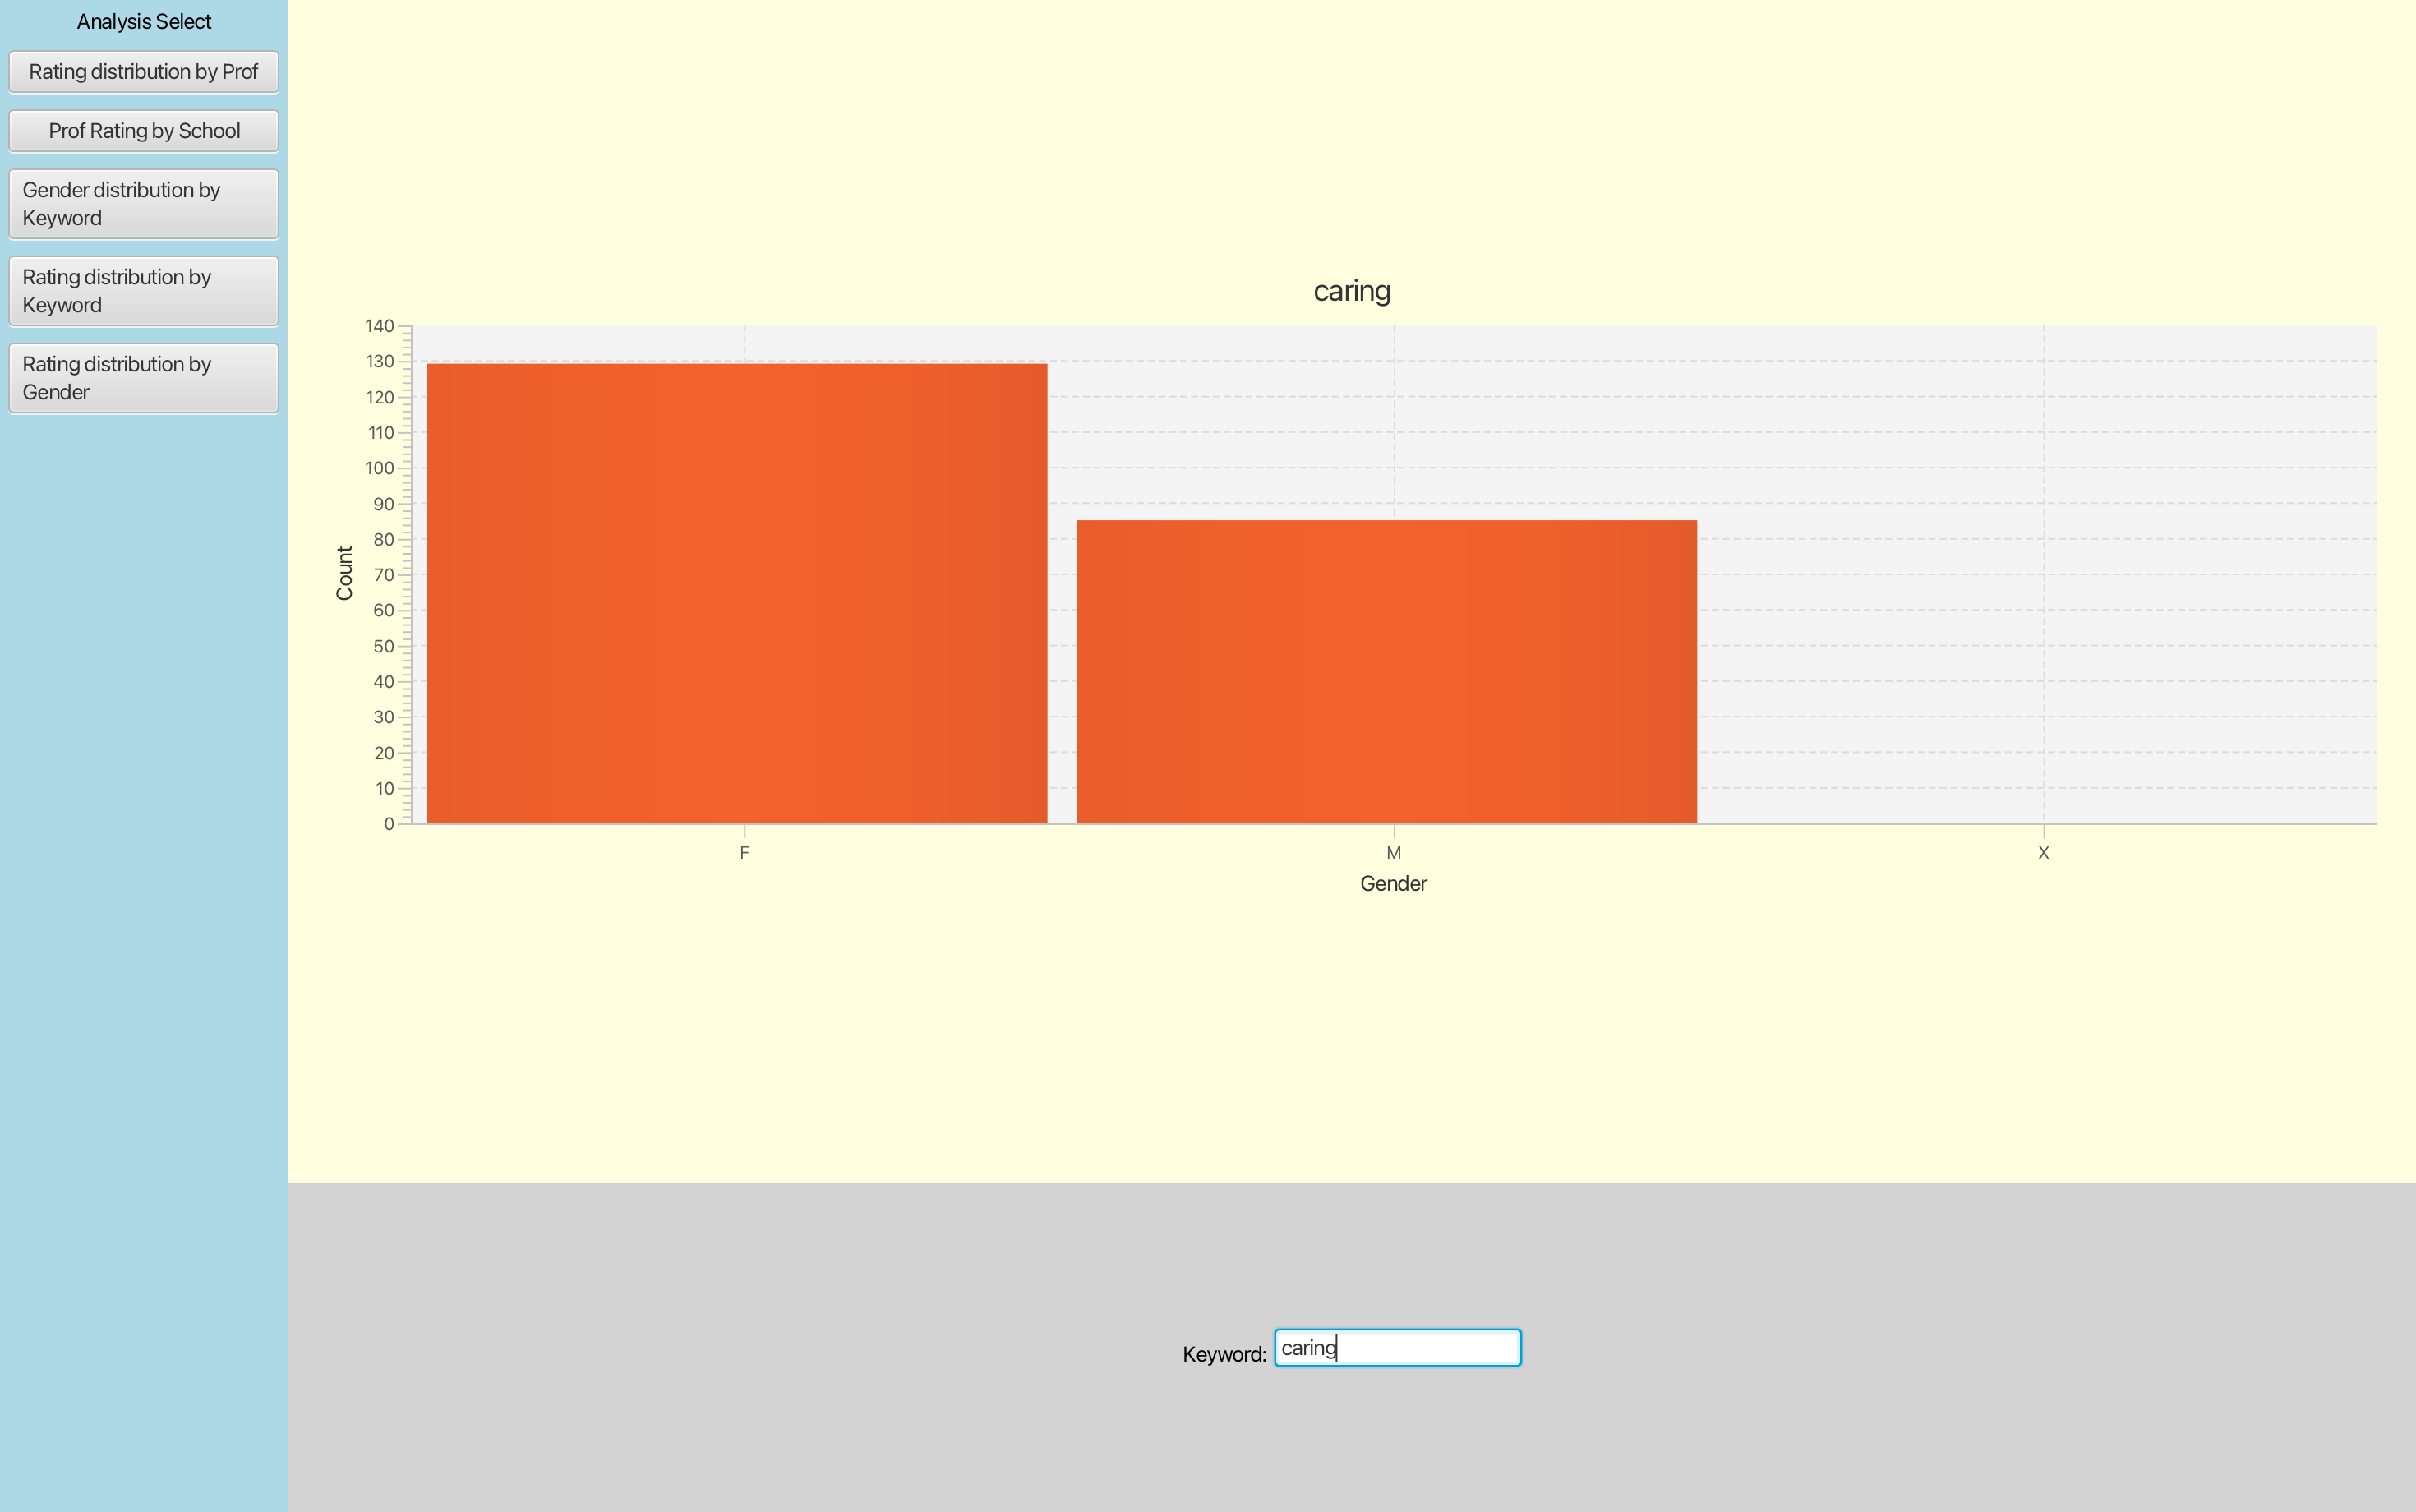 Analysis Select
Rating distribution by Prof
Prof Rating by School
Gender distribution by
Keyword
Rating distribution by
Keyword
Rating distribution by
Gender
caring
140
130
120
110
100
90
80
70
60
50
40
30
20
10
0
Count
F M X
Gender
Keyword: caring